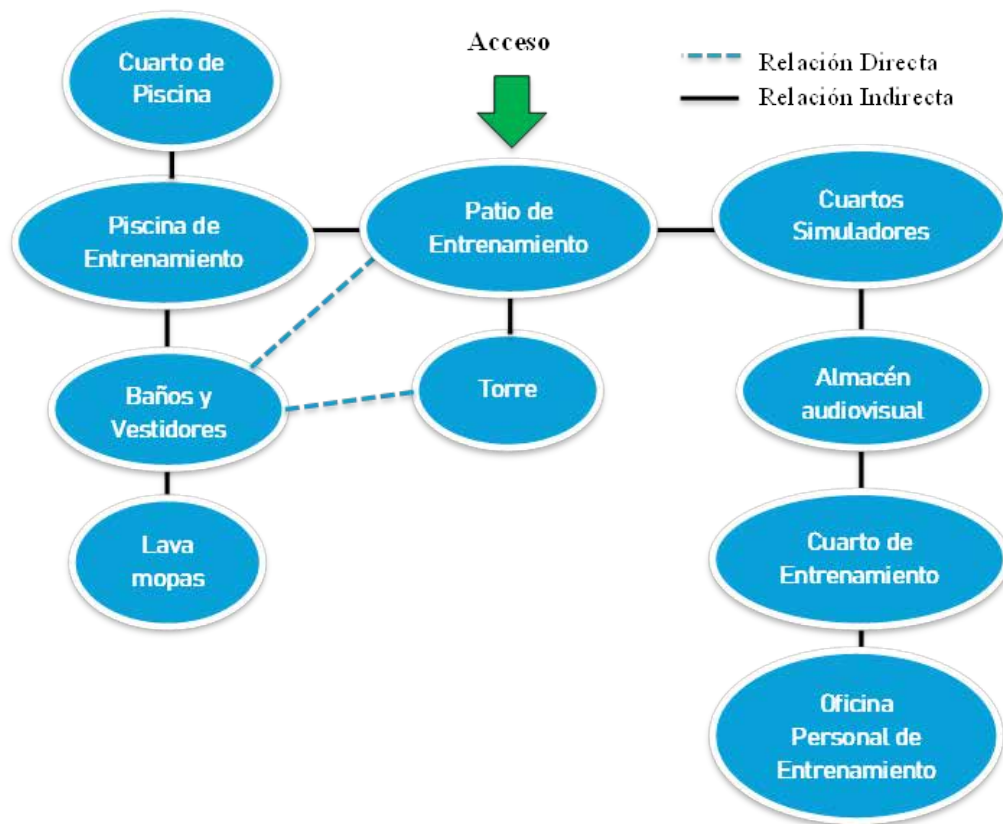 Cuarto de
Piscina
Acceso
Relación Directa
Relación Indirecta
Piscina de
Entrenamiento
Patio de
Entrenamiento
Cuartos
Simuladores
Baños y
Vestidores
Torre
Almacén
audiovisual
Lava
mopas
Cuarto de
Entrenamiento
Oficina
Personal de
Entrenamiento